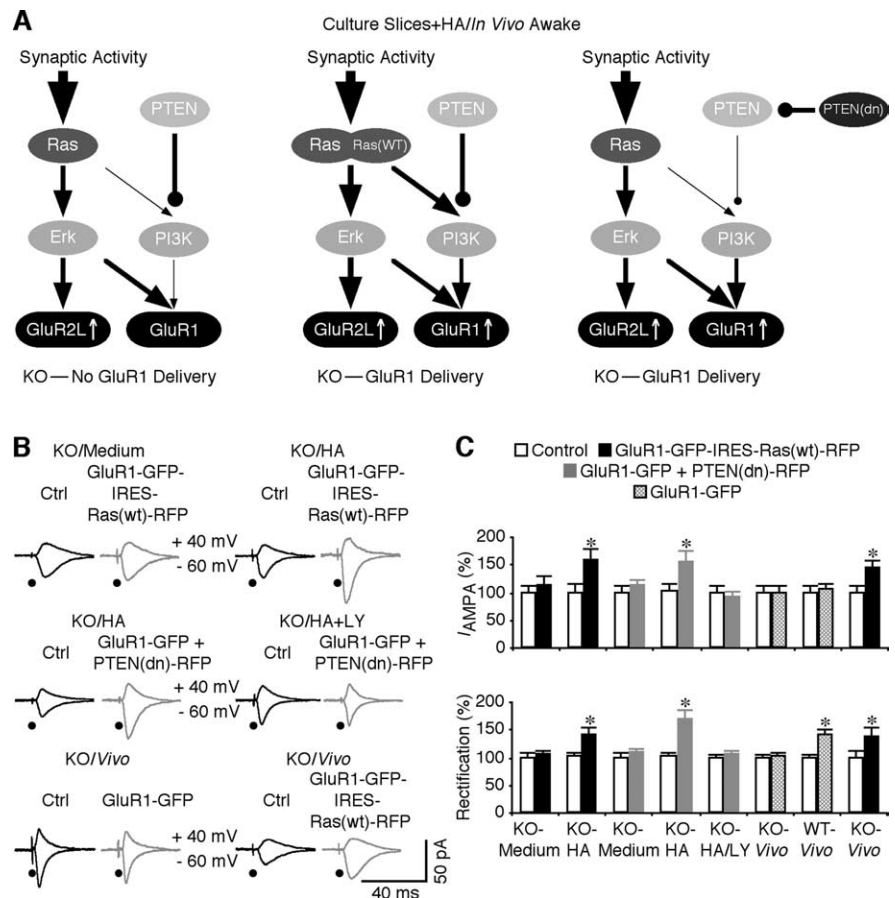 A
Culture Slices+HA/In Vivo Awake
Synaptic Activity
Synaptic Activity
Synaptic Activity
PTEN
PTEN
PTEN
PTEN(dn)
Ras
Ras
Ras(WT)
Ras
Erk
PI3K
Erk
PI3K
Erk
PI3K
GluR2L↑
GluR1
GluR2L↑
GluR1↑
GluR2L↑
GluR1↑
KO — No GluR1 Delivery
KO — GluR1 Delivery
KO — GluR1 Delivery
B
KO/Medium
Ctrl
GluR1-GFP-
IRES-
Ras(wt)-RFP
KO/HA
Ctrl
GluR1-GFP-
IRES-
Ras(wt)-RFP
+ 40 mV
- 60 mV
KO/HA
Ctrl
GluR1-GFP +
PTEN(dn)-RFP
KO/HA+LY
Ctrl
GluR1-GFP +
PTEN(dn)-RFP
+ 40 mV
- 60 mV
KO/Vivo
Ctrl
GluR1-GFP
KO/Vivo
Ctrl
GluR1-GFP-
IRES-
Ras(wt)-RFP
+ 40 mV
- 60 mV
50 pA
40 ms
C
Control
GluR1-GFP-IRES-Ras(wt)-RFP
GluR1-GFP + PTEN(dn)-RFP
GluR1-GFP
IAMPA (%)
200
150
100
50
0
* * *
Rectification (%)
200
150
100
50
0
* * * *
KO-
Medium
KO-
HA
KO-
Medium
KO-
HA
KO-
HA/LY
KO-
Vivo
WT-
Vivo
KO-
Vivo